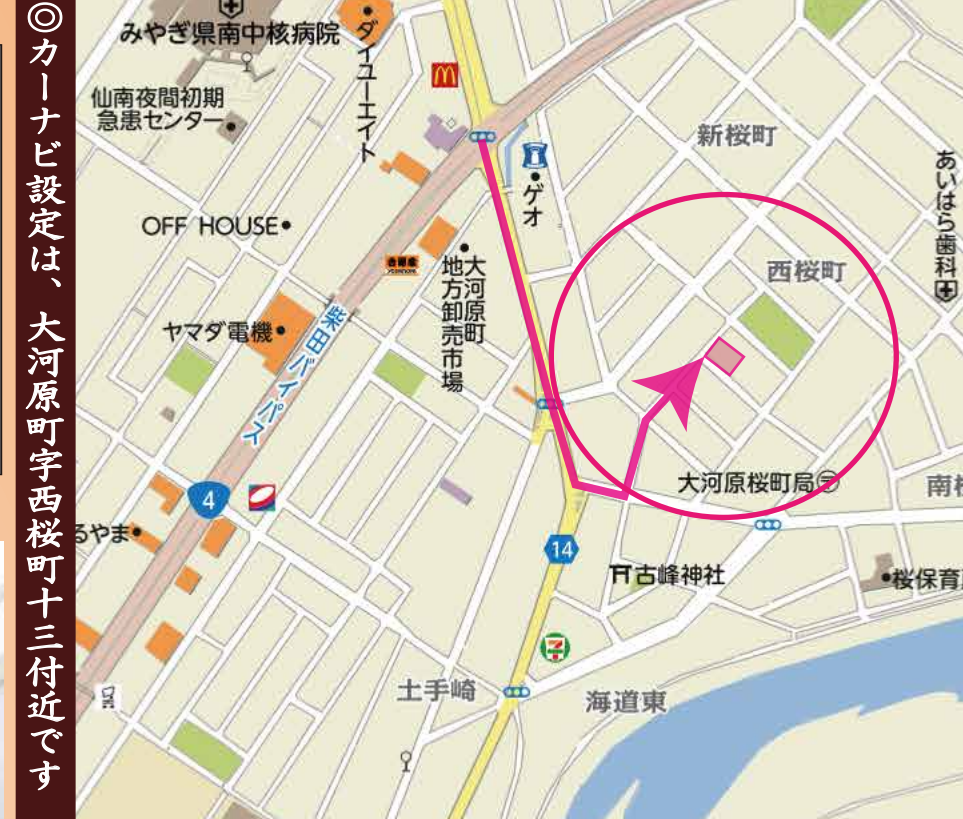 ◎カーナビ設定は、大河原町字西桜町十三付近です
みやぎ県南中核病院
ダイユーエイト
仙南夜間初期
急患センター
新桜町
ゲオ
あいはら歯科
OFF HOUSE
吉野家
大河原町
地方卸売市場
西桜町
ヤマダ電機
柴田バイパス
4
大河原桜町局
南桜
るやま
14
古峰神社
桜保育
7
土手崎
海道東